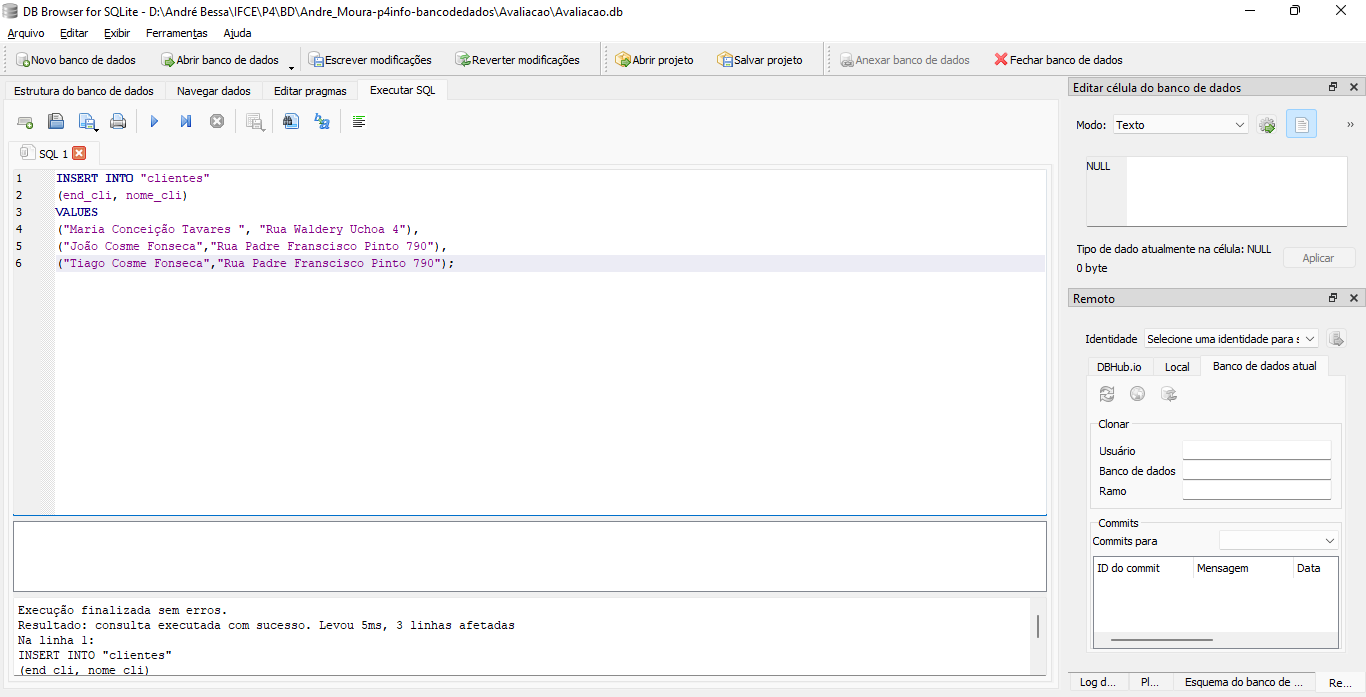 DB Browser for SQLite - D:\André Bessa\IFCE\P4\BD\Andre_Moura-p4info-bancodedados\Avaliacao\Avaliacao.db
Arquivo Editar Exibir Ferramentas Ajuda
Novo banco de dados Abrir banco de dados Escrever modificações Reverter modificações Abrir projeto Salvar projeto Anexar banco de dados Fechar banco de dados
Estrutura do banco de dados Navegar dados Editar pragmas Executar SQL
SQL 1
1 INSERT INTO "clientes"
2 (end_cli, nome_cli)
3 VALUES
4 ("Maria Conceição Tavares ", "Rua Waldery Uchoa 4"),
5 ("João Cosme Fonseca","Rua Padre Franscisco Pinto 790"),
6 ("Tiago Cosme Fonseca","Rua Padre Franscisco Pinto 790");
Execução finalizada sem erros.
Resultado: consulta executada com sucesso. Levou 5ms, 3 linhas afetadas
Na linha 1:
INSERT INTO "clientes"
(end_cli, nome_cli)
Editar célula do banco de dados
Modo: Texto
NULL
Tipo de dado atualmente na célula: NULL
0 byte
Aplicar
Remoto
Identidade Selecione uma identidade para s
DBHub.io Local Banco de dados atual
Clonar
Usuário
Banco de dados
Ramo
Commits
Commits para
ID do commit Mensagem Data
Log d... Pl... Esquema do banco de ... Re...